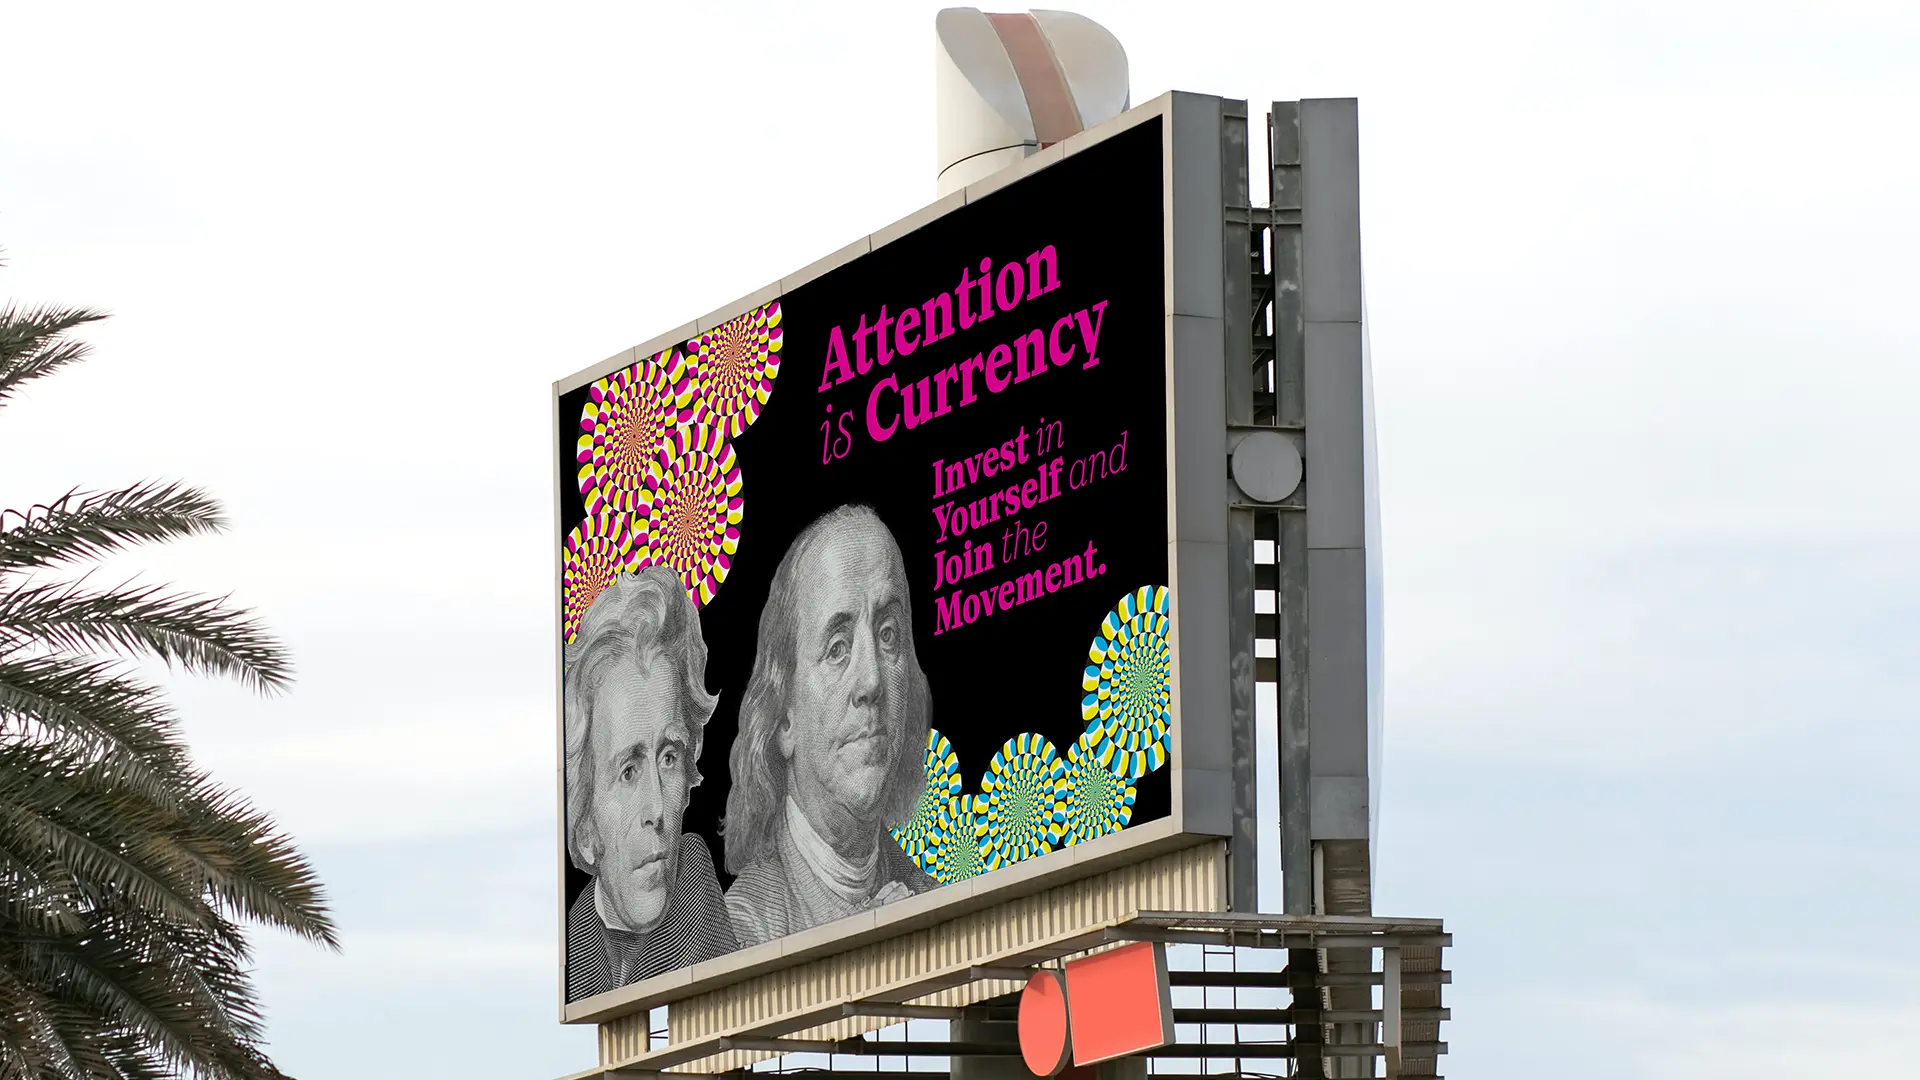 Attention
is Currency
Invest in
Yourself and
Join the
Movement.